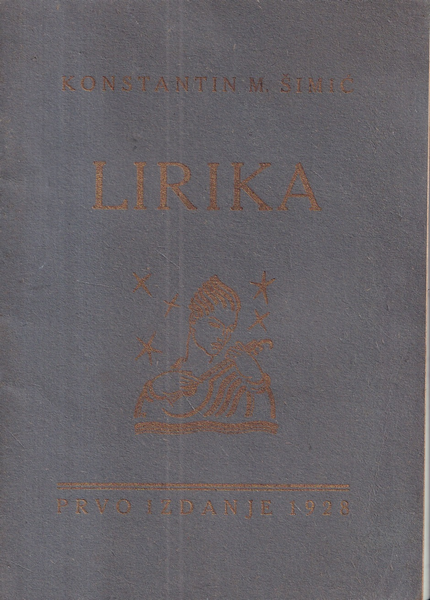 KONSTANTIN M. ŠIMIĆ
LIRIKA
PRVO IZDANJE